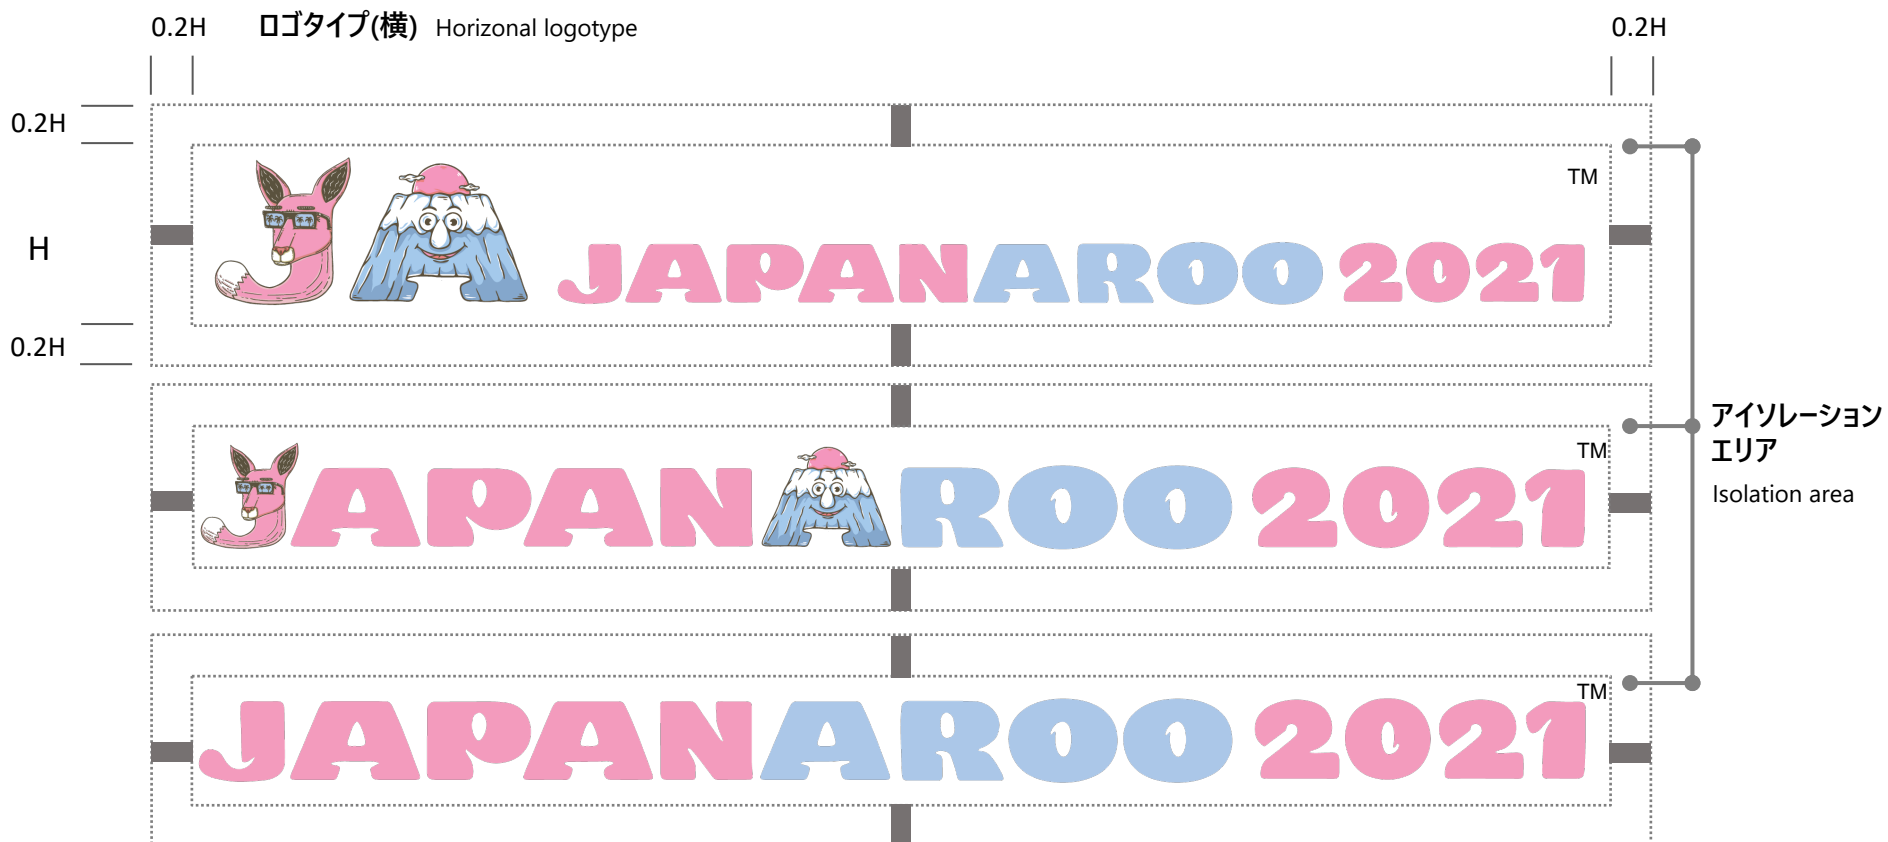 0.2H
ロゴタイプ(横) Horizonal logotype
0.2H
0.2H
TM
H
JA JAPANAROO 2021
0.2H
アイソレーション
エリア
Isolation area
TM
JAPANAROO 2021
TM
JAPANAROO 2021